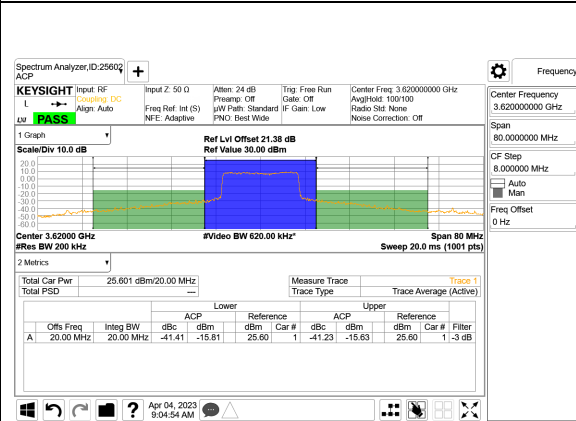 Spectrum Analyzer,ID:25602
ACP
Frequency
KEYSIGHT Input: RF Input Z: 50 Ω Atten: 24 dB Trig: Free Run Center Freq: 3.620000000 GHz
L Coupling: DC Preamp: Off Gate: Off Avg|Hold: 100/100
Align: Auto Freq Ref: Int (S) µW Path: Standard IF Gain: Low Radio Std: None
PASS NFE: Adaptive PNO: Best Wide Noise Correction: Off
Center Frequency
3.620000000 GHz
Span
80.0000000 MHz
CF Step
8.000000 MHz
Auto
Man
Freq Offset
0 Hz
1 Graph
Ref Lvl Offset 21.38 dB
Scale/Div 10.0 dB Ref Value 30.00 dBm
20.0
10.0
0.00
-10.0
-20.0
-30.0
-40.0
-50.0
-60.0
Center 3.62000 GHz #Video BW 620.00 kHz* Span 80 MHz
#Res BW 200 kHz Sweep 20.0 ms (1001 pts)
2 Metrics
Total Car Pwr 25.601 dBm/20.00 MHz Measure Trace Trace 1
Total PSD --- Trace Type Trace Average (Active)
Lower Upper
ACP Reference ACP Reference
Offs Freq Integ BW dBc dBm dBm Car # dBc dBm dBm Car # Filter
A 20.00 MHz 20.00 MHz -41.41 -15.81 25.60 1 -41.23 -15.63 25.60 1 -3 dB
?
Apr 04, 2023
9:04:54 AM